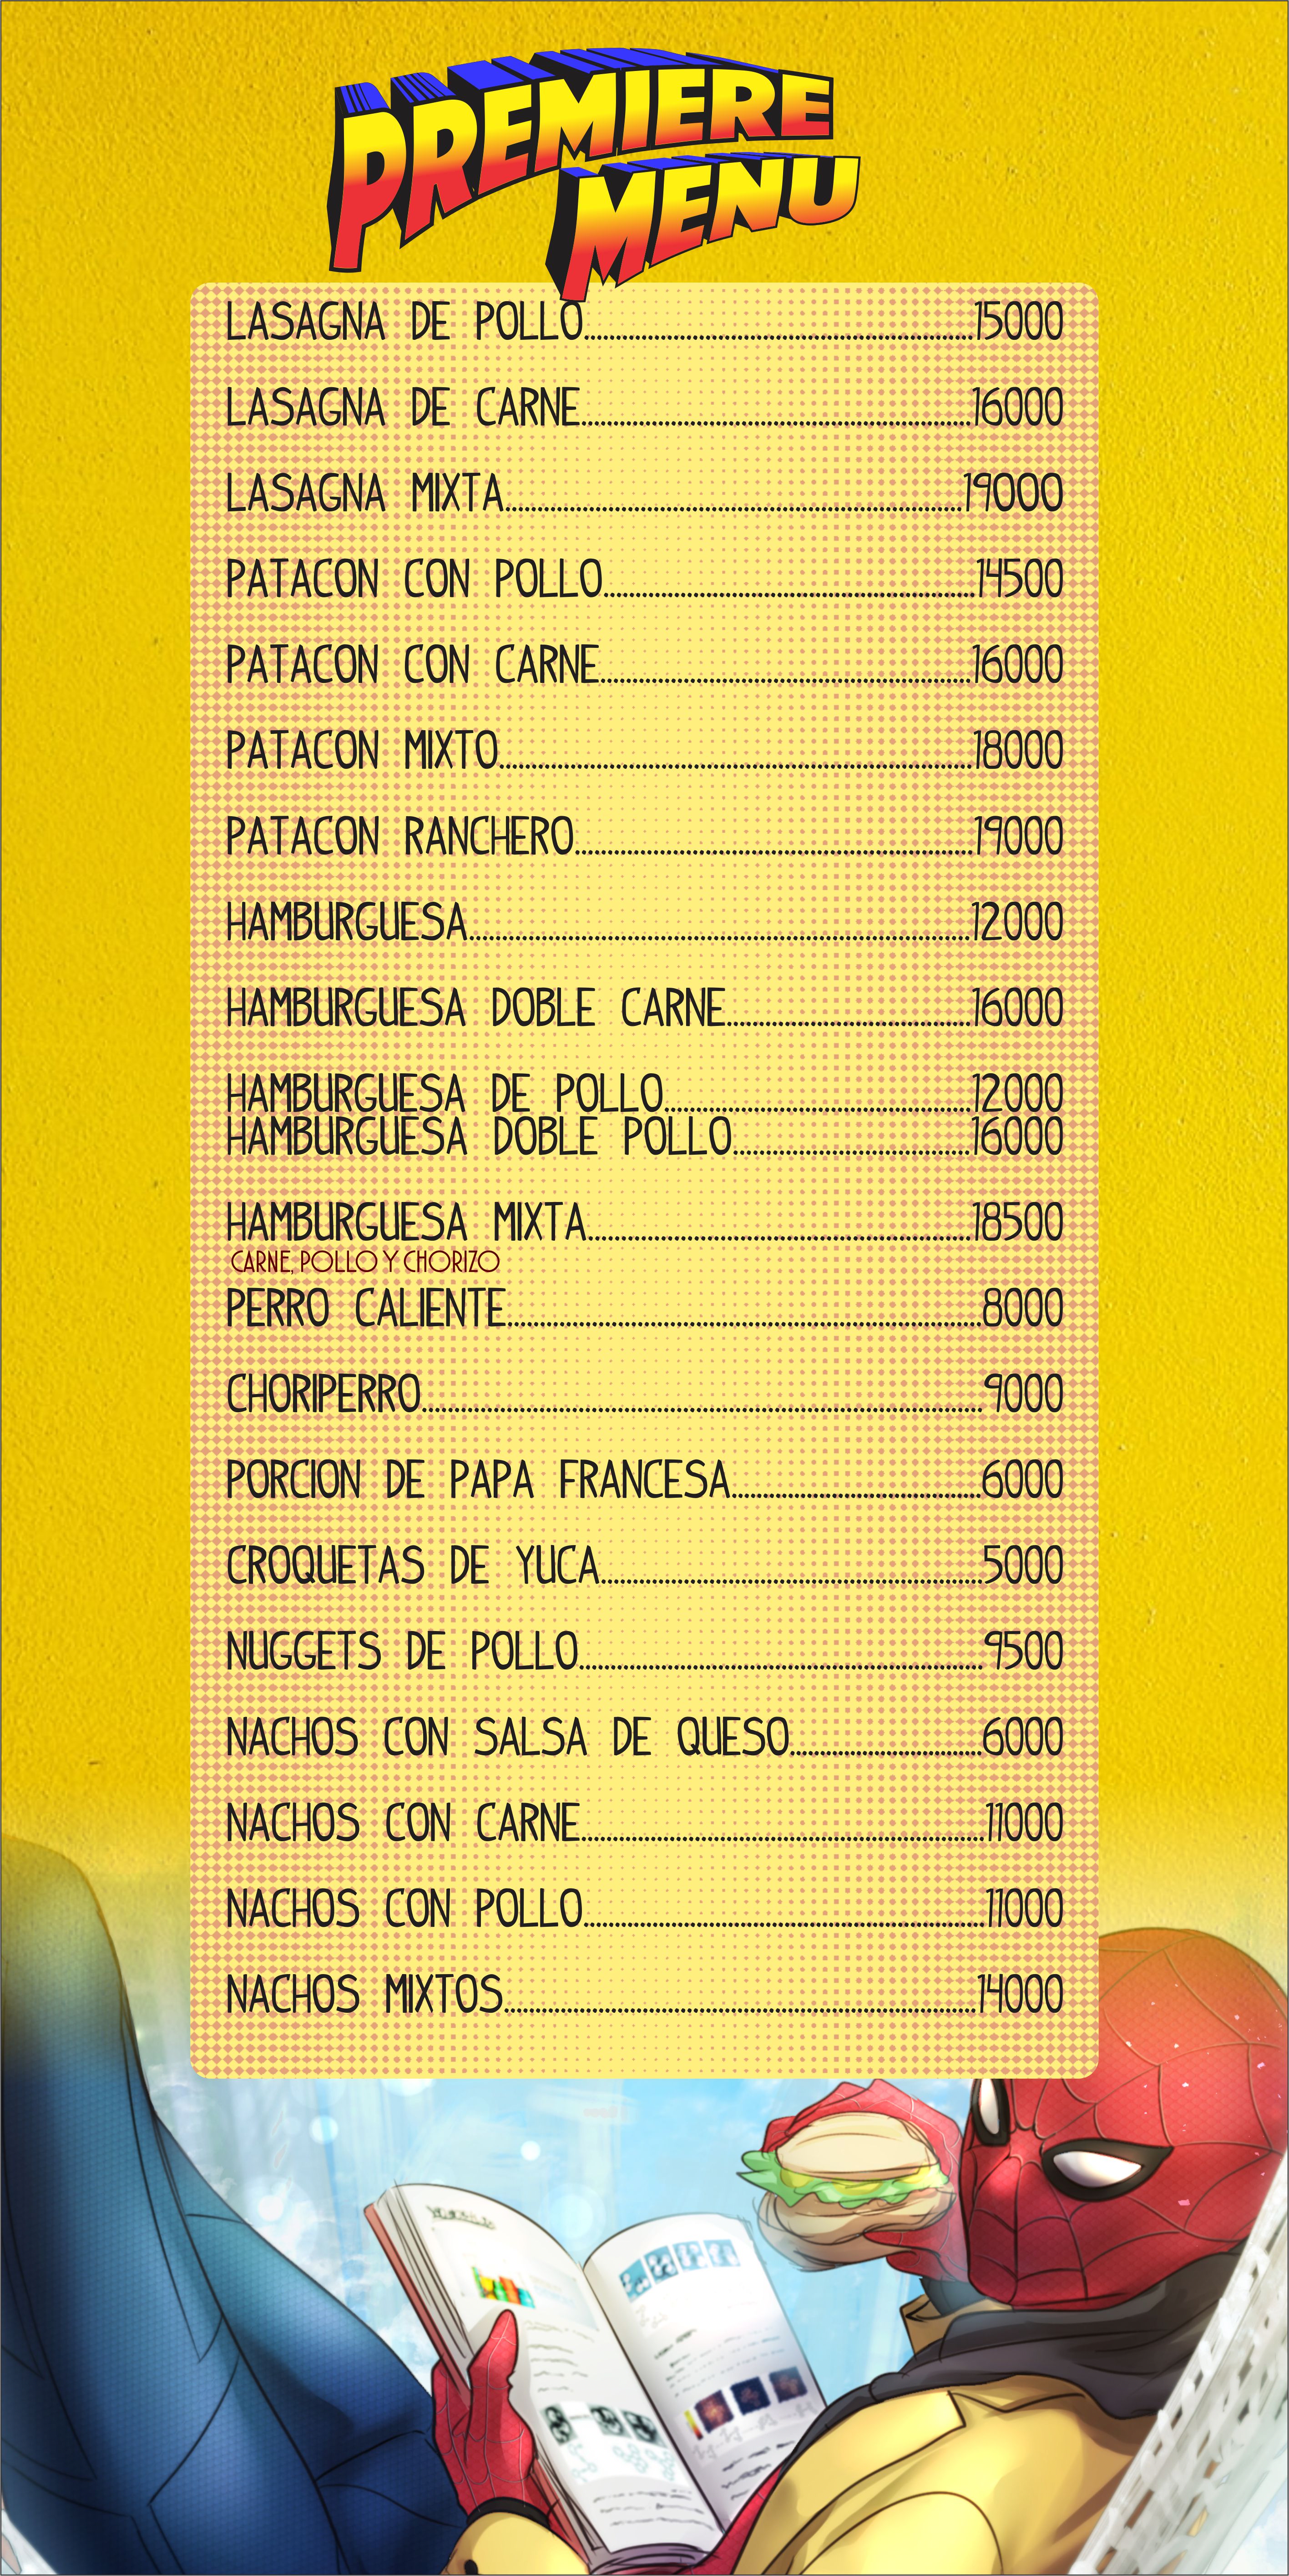 PREMIERE
MENU
LASAGNA DE POLLO........................................15000
LASAGNA DE CARNE........................................16000
LASAGNA MIXTA........................................19000
PATACON CON POLLO........................................14500
PATACON CON CARNE........................................16000
PATACON MIXTO........................................18000
PATACON RANCHERO........................................19000
HAMBURGUESA........................................12000
HAMBURGUESA DOBLE CARNE........................................16000
HAMBURGUESA DE POLLO........................................12000
HAMBURGUESA DOBLE POLLO........................................16000
HAMBURGUESA MIXTA........................................18500
CARNE, POLLO Y CHORIZO
PERRO CALIENTE........................................8000
CHORIPERRO........................................9000
PORCION DE PAPA FRANCESA........................................6000
CROQUETAS DE YUCA........................................5000
NUGGETS DE POLLO........................................9500
NACHOS CON SALSA DE QUESO........................................6000
NACHOS CON CARNE........................................11000
NACHOS CON POLLO........................................11000
NACHOS MIXTOS........................................14000